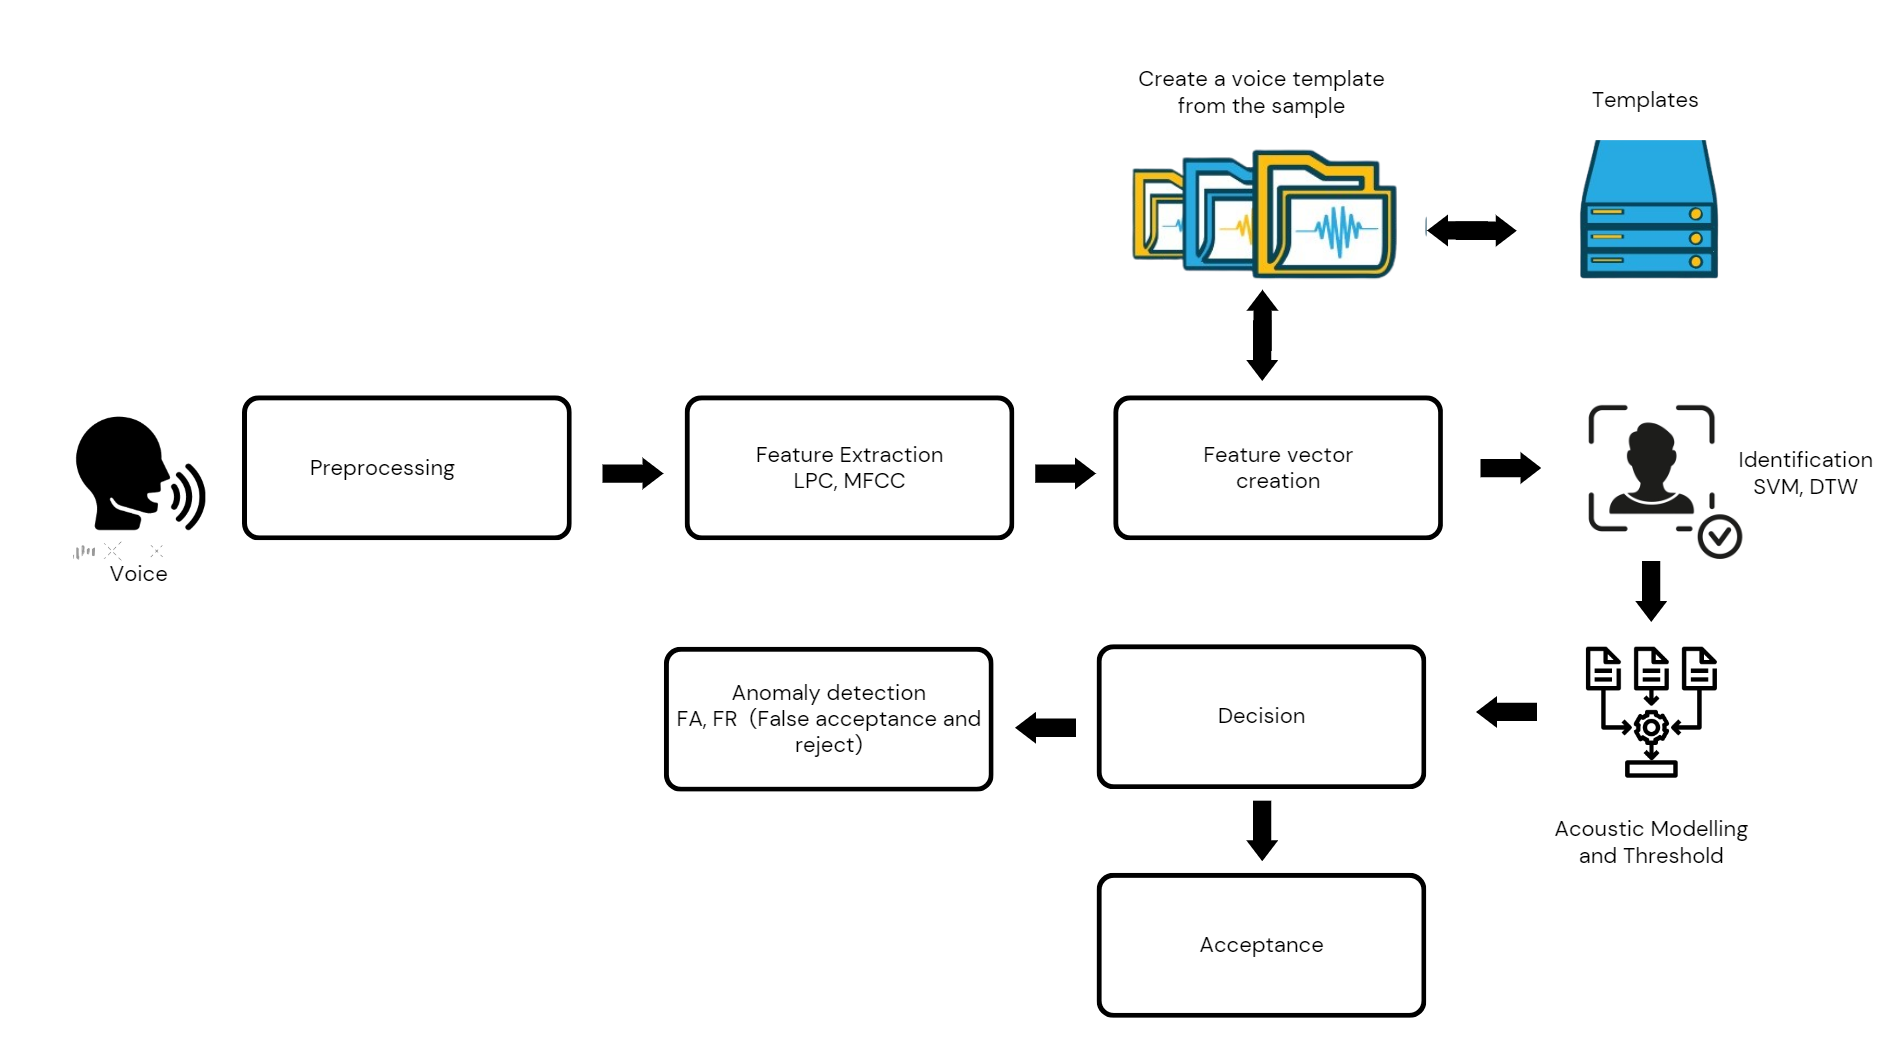 Create a voice template
from the sample
Templates
Voice
Preprocessing
Feature Extraction
LPC, MFCC
Feature vector
creation
Identification
SVM, DTW
Anomaly detection
FA, FR (False acceptance and
reject)
Decision
Acoustic Modelling
and Threshold
Acceptance